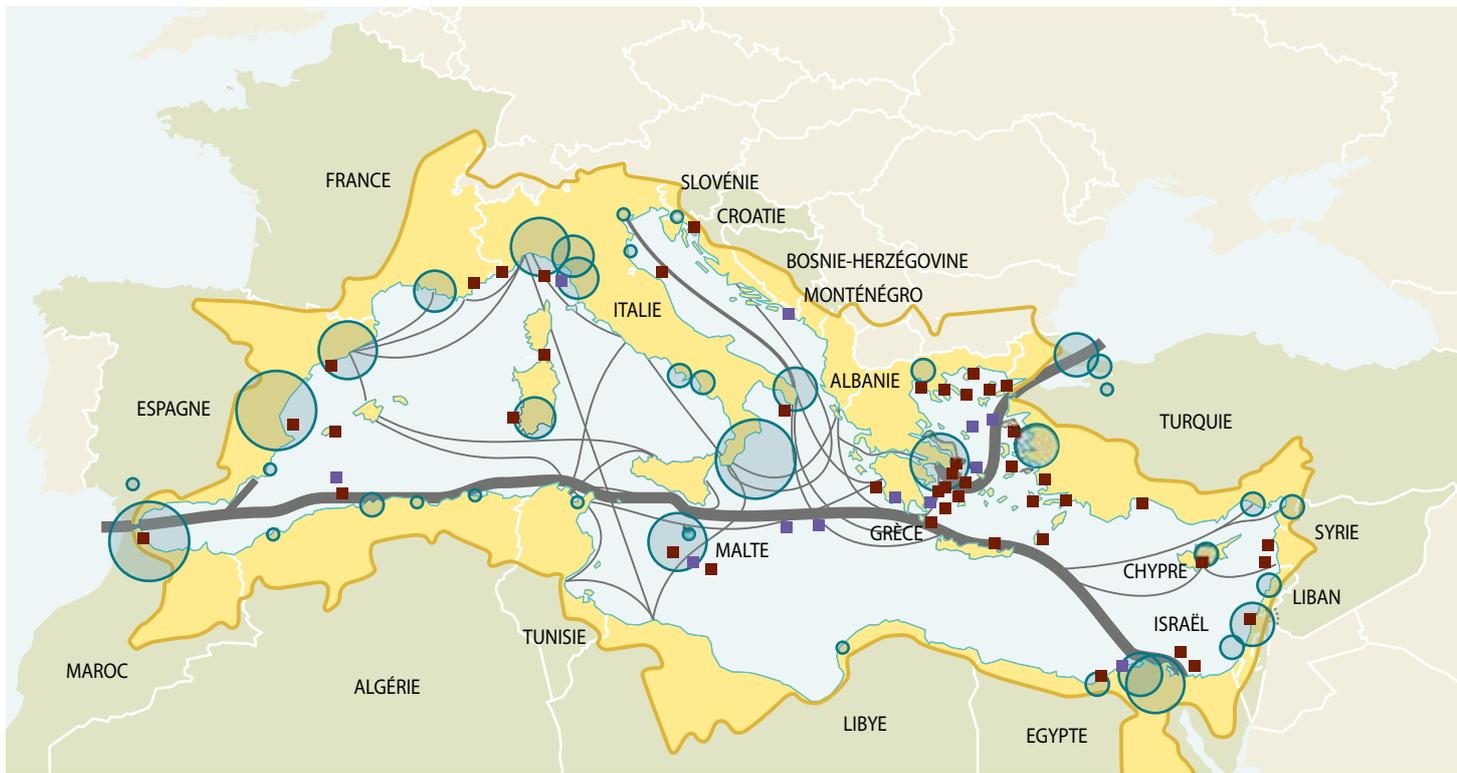 FRANCE
SLOVÉNIE
CROATIE
BOSNIE-HERZÉGOVINE
MONTÉNÉGRO
ITALIE
ALBANIE
ESPAGNE
TURQUIE
GRÈCE
SYRIE
MALTE
CHYPRE
LIBAN
ISRAËL
TUNISIE
MAROC
ALGÉRIE
LIBYE
EGYPTE